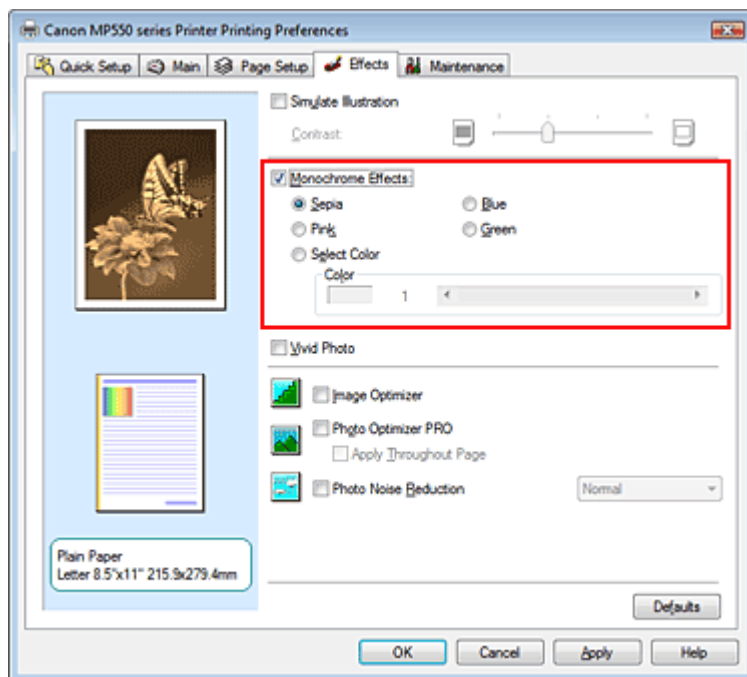 Canon MP550 series Printer Printing Preferences
Quick Setup Main Page Setup Effects Maintenance
Simulate Illustration
Contrast:
Monochrome Effects:
Sepia Blue
Pink Green
Select Color
Color
1
Vivid Photo
Image Optimizer
Photo Optimizer PRO
Apply Throughout Page
Photo Noise Reduction Normal
Plain Paper
Letter 8.5"x11" 215.9x279.4mm
Defaults
OK Cancel Apply Help